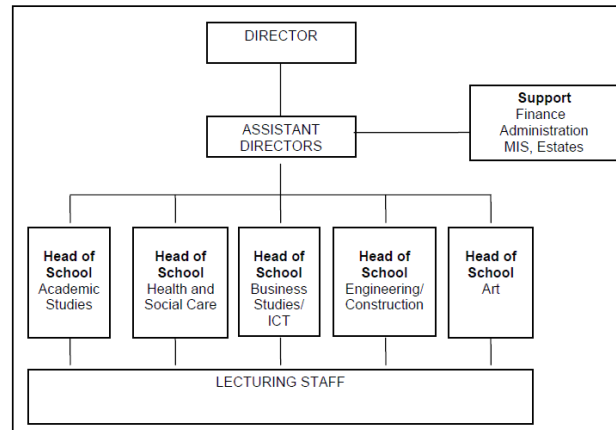 DIRECTOR
Support
Finance
Administration
MIS, Estates
ASSISTANT
DIRECTORS
Head of
School
Academic
Studies
Head of
School
Health and
Social Care
Head of
School
Business
Studies/
ICT
Head of
School
Engineering/
Construction
Head of
School
Art
LECTURING STAFF